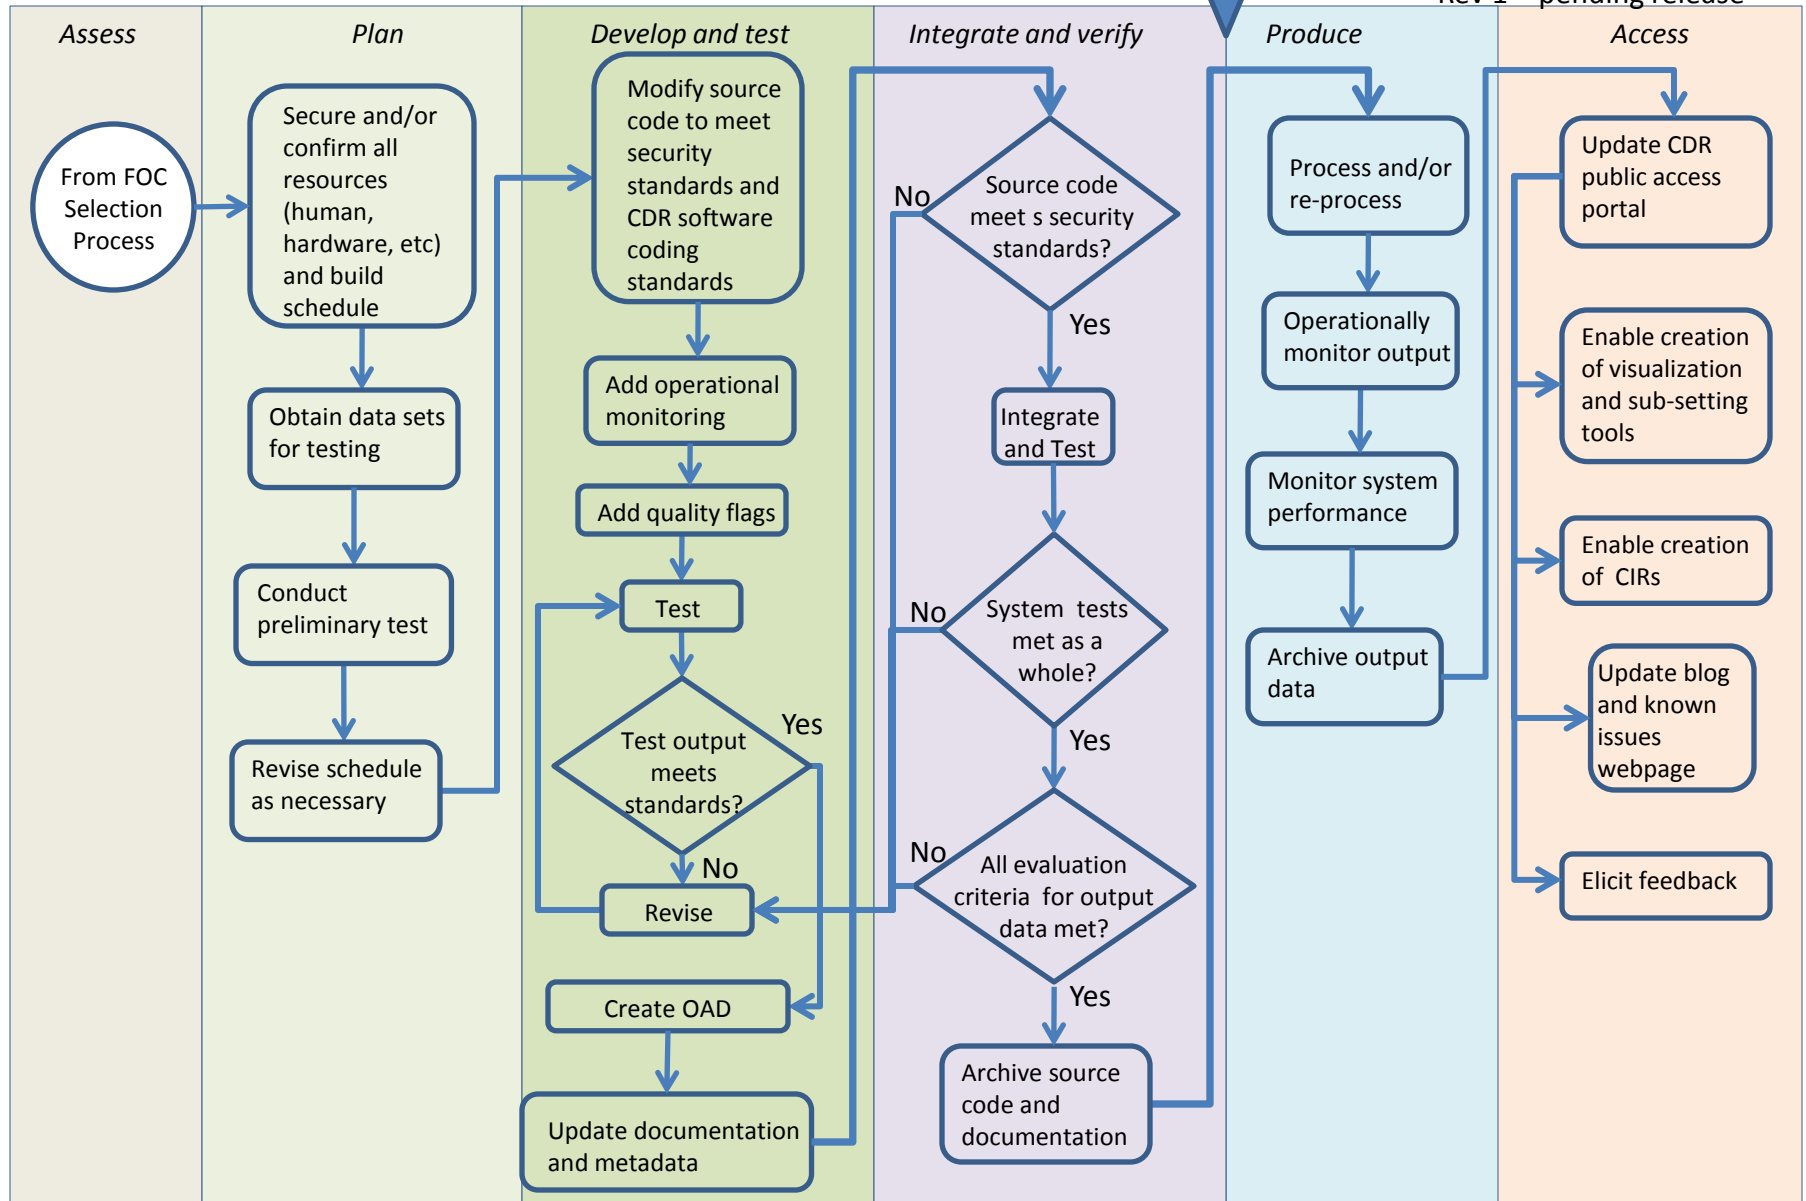 Rev 1 – pending release
Assess
Plan
Develop and test
Integrate and verify
Produce
Access
From FOC
Selection
Process
Secure and/or
confirm all
resources
(human,
hardware, etc)
and build
schedule
Obtain data sets
for testing
Conduct
preliminary test
Revise schedule
as necessary
Modify source
code to meet
security
standards and
CDR software
coding
standards
Add operational
monitoring
Add quality flags
Test
Test output
meets
standards?
Yes
No
Revise
Create OAD
Update documentation
and metadata
Source code
meet s security
standards?
No
Yes
Integrate
and Test
System tests
met as a
whole?
No
Yes
All evaluation
criteria for output
data met?
No
Yes
Archive source
code and
documentation
Process and/or
re-process
Operationally
monitor output
Monitor system
performance
Archive output
data
Update CDR
public access
portal
Enable creation
of visualization
and sub-setting
tools
Enable creation
of CIRs
Update blog
and known
issues
webpage
Elicit feedback